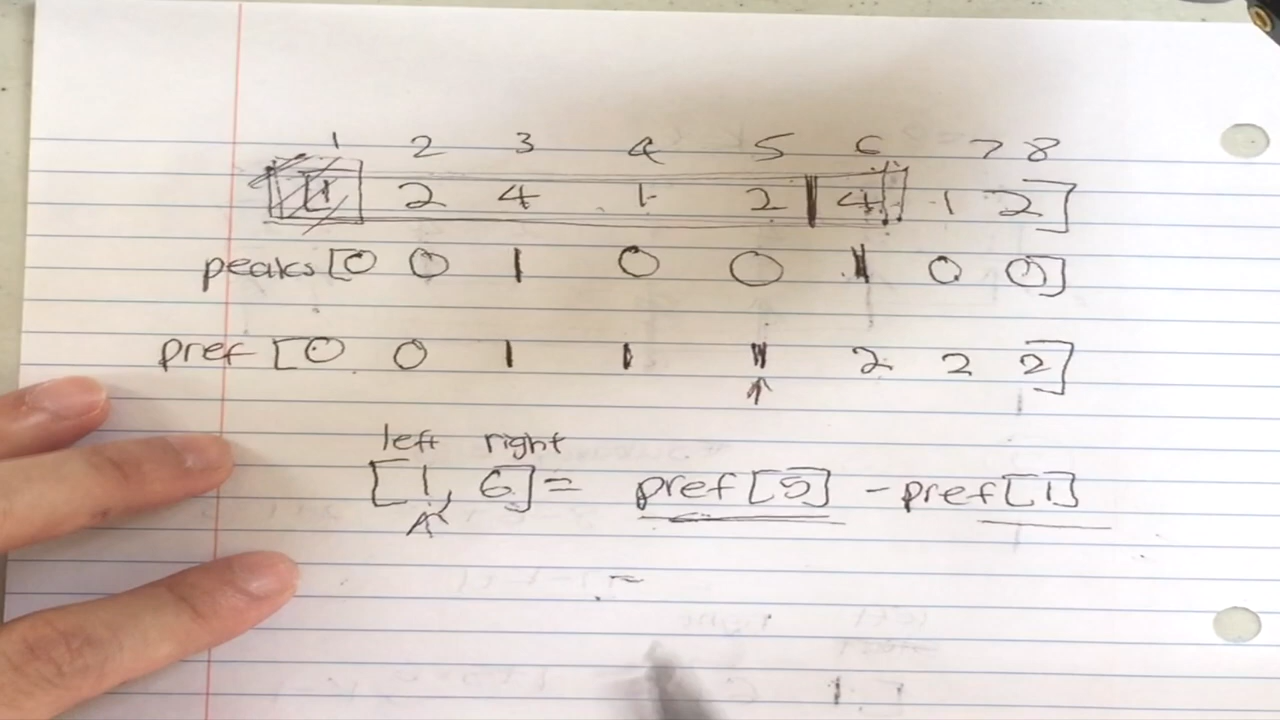 1 2 3 4 5 6 7 8
[1 2 4 1 2 4 1 2]
peaks [0 0 1 0 0 1 0 0]
pref [0 0 1 1 1 2 2 2]
↑
left right
[1, 6] = pref[5] - pref[1]
=